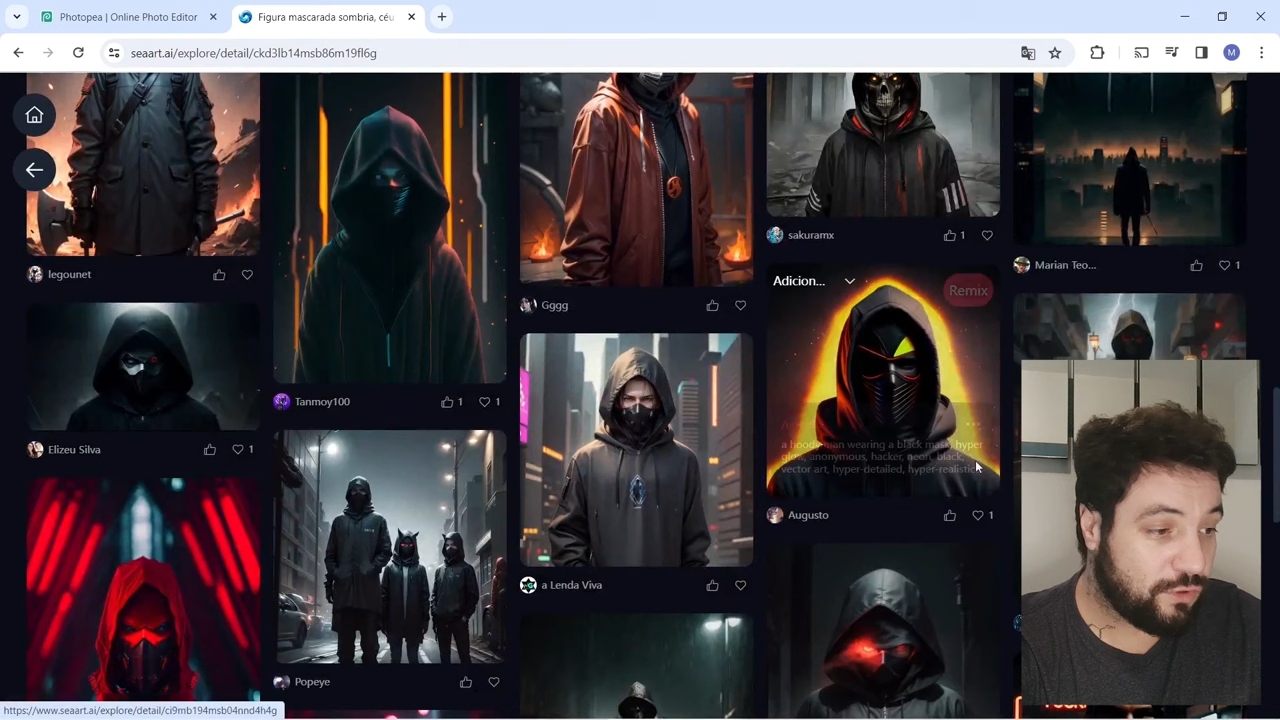 Photopea | Online Photo Editor
Figura mascarada sombria, céu
seaart.ai/explore/detail/ckd3lb14msb86m19fl6g
M
legounet
Tanmoy100
1
1
Gggg
sakuramx
1
Marian Teo...
1
Adicion...
Remix
a hoody man wearing a black mask, hyper
glow, anonymous, hacker, neon, black,
vector art, hyper-detailed, hyper-realistic
Augusto
1
Elizeu Silva
1
a Lenda Viva
Popeye
https://www.seaart.ai/explore/detail/ci9mb194msb04nnd4h4g